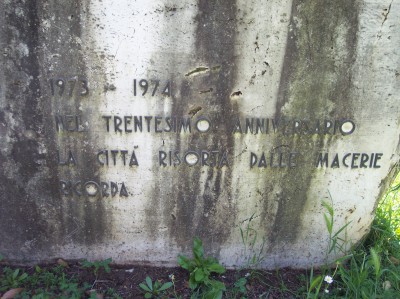 1973 - 1974
NEL TRENTESIMO ANNIVERSARIO
LA CITTÀ RISORTA DALLE MACERIE
RICORDA.